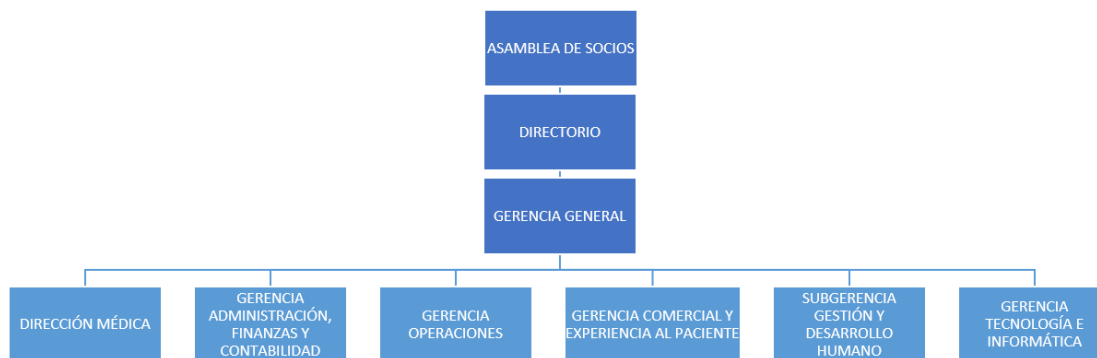 ASAMBLEA DE SOCIOS
DIRECTORIO
GERENCIA GENERAL
DIRECCIÓN MÉDICA
GERENCIA
ADMINISTRACIÓN,
FINANZAS Y
CONTABILIDAD
GERENCIA
OPERACIONES
GERENCIA COMERCIAL Y
EXPERIENCIA AL PACIENTE
SUBGERENCIA
GESTIÓN Y
DESARROLLO
HUMANO
GERENCIA
TECNOLOGÍA E
INFORMÁTICA